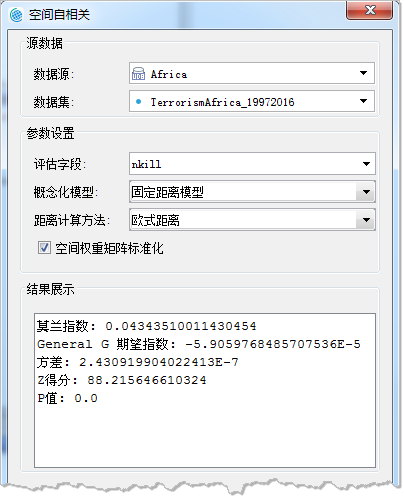 空间自相关
源数据
数据源: Africa
数据集: TerrorismAfrica_19972016
参数设置
评估字段: nkill
概念化模型: 固定距离模型
距离计算方法: 欧式距离
空间权重矩阵标准化
结果展示
莫兰指数: 0.04343510011430454
General G 期望指数: -5.9059768485707536E-5
方差: 2.430919904022413E-7
Z得分: 88.215646610324
P值: 0.0